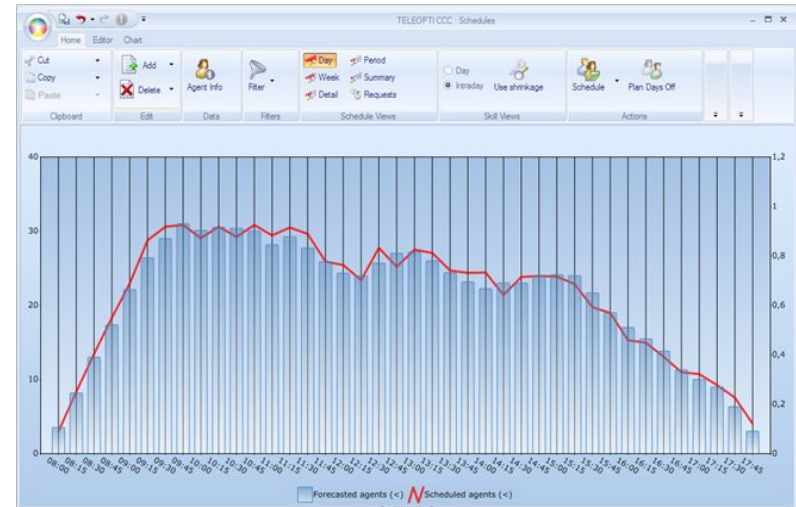 TELEOPTI CCC - Schedules
Home Editor Chart
Cut
Copy
Paste
Clipboard
Add
Delete
Edit
Agent Info
Data
Filter
Filters
Day
Week
Detail
Period
Summary
Requests
Schedule Views
Day
Intraday
Use shrinkage
Skill Views
Schedule
Plan Days Off
Actions
40
30
20
10
0
1,2
1
0,8
0,6
0,4
0,2
0
08:00 08:15 08:30 08:45 09:00 09:15 09:30 09:45 10:00 10:15 10:30 10:45 11:00 11:15 11:30 11:45 12:00 12:15 12:30 12:45 13:00 13:15 13:30 13:45 14:00 14:15 14:30 14:45 15:00 15:15 15:30 15:45 16:00 16:15 16:30 16:45 17:00 17:15 17:30 17:45
Forecasted agents (<) Scheduled agents (<)